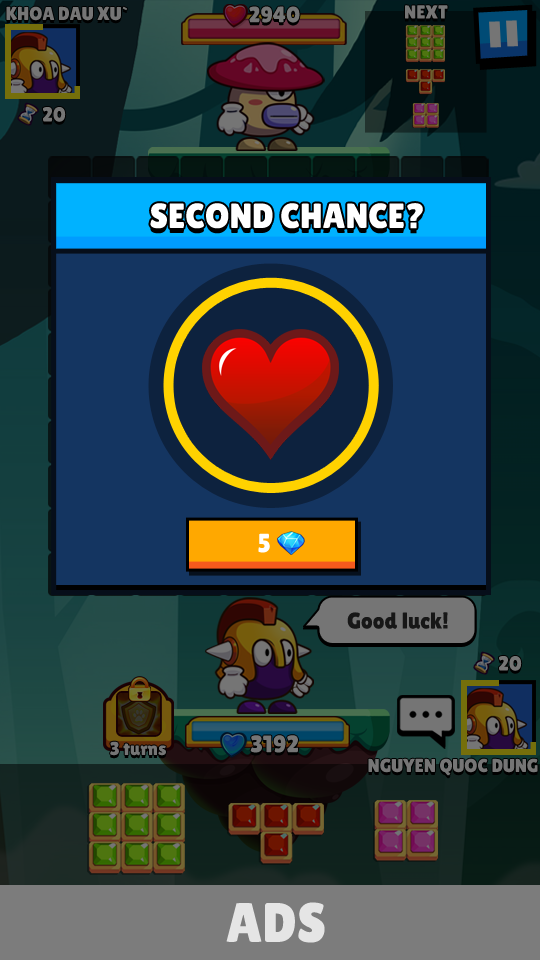 KHOA DAU XU`
2940
NEXT
20
SECOND CHANCE?
5
Good luck!
20
3 turns
3192
NGUYEN QUOC DUNG
ADS